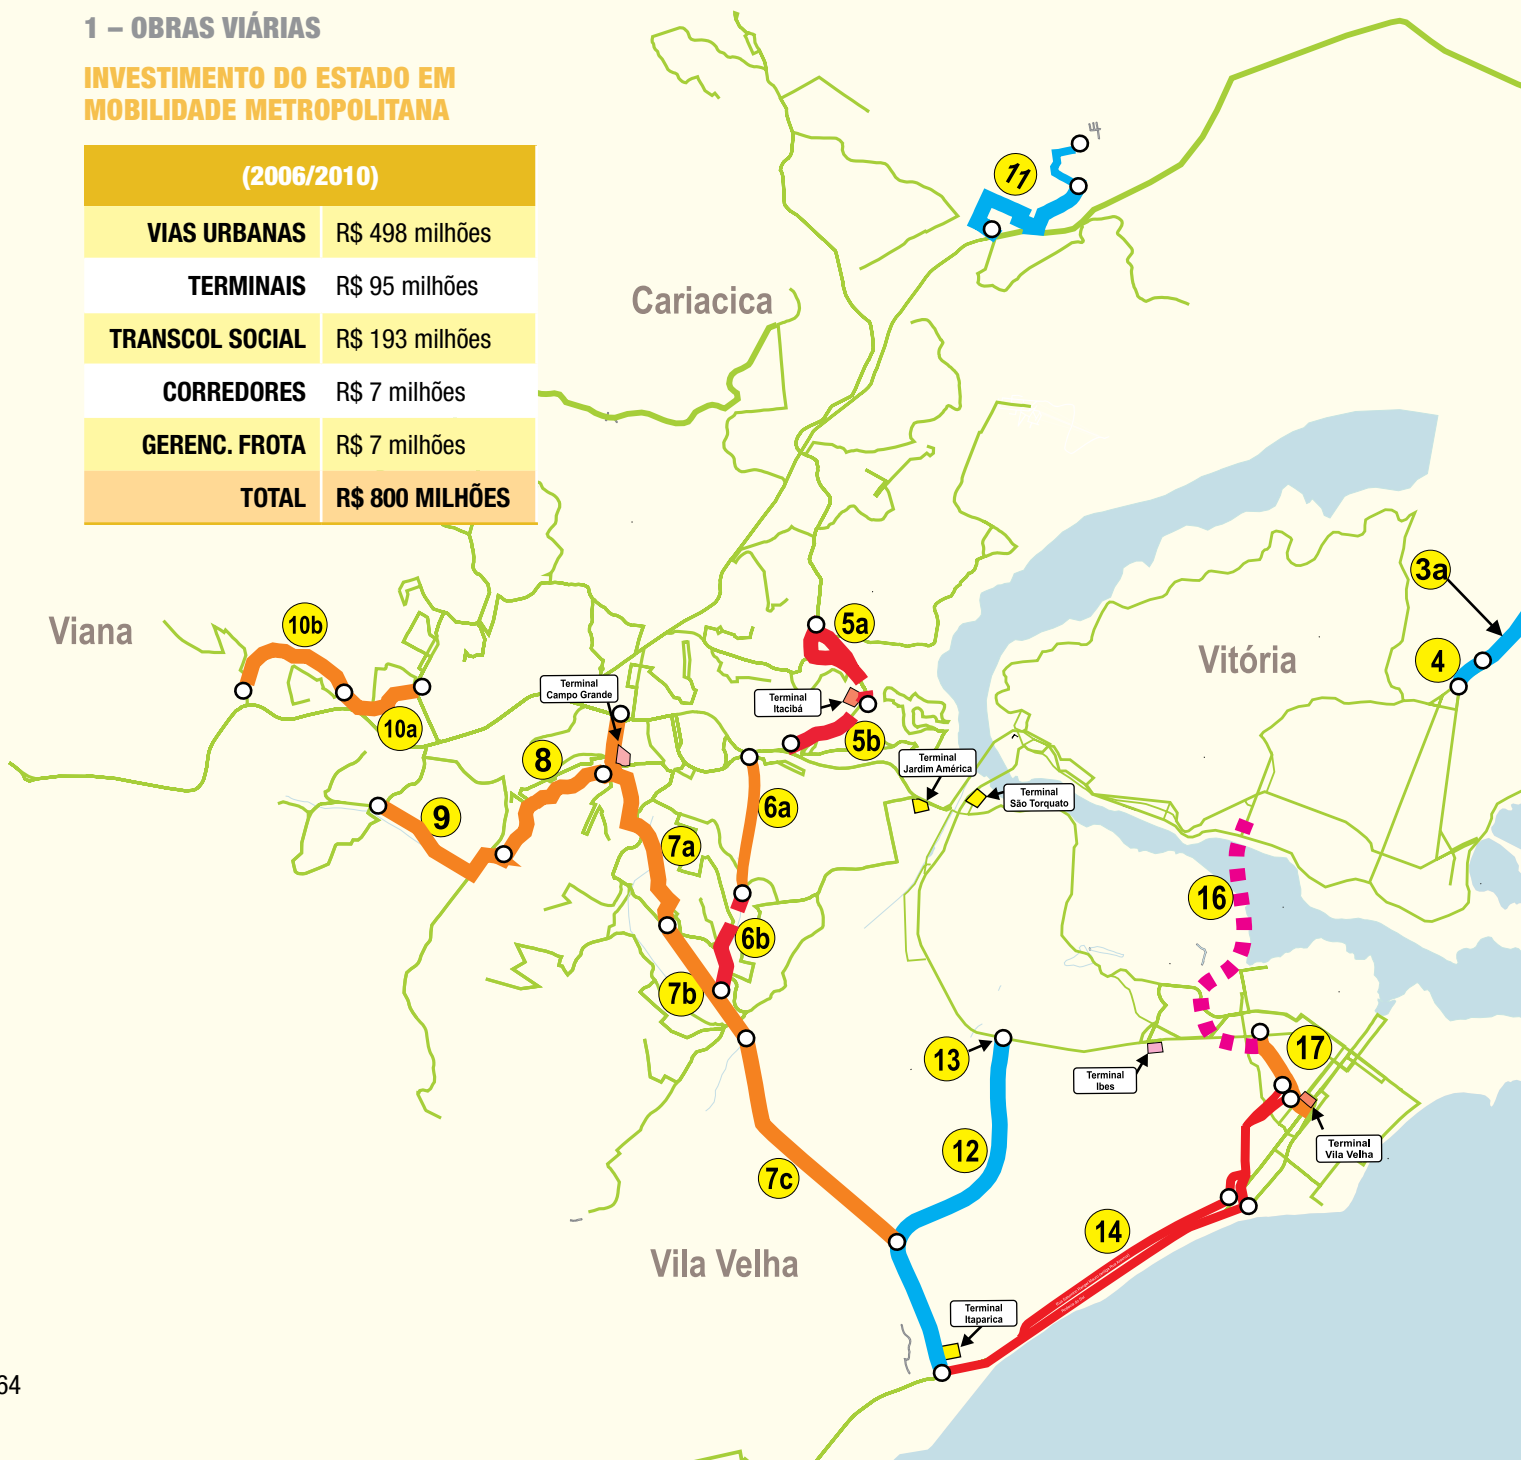 1 – OBRAS VIÁRIAS
INVESTIMENTO DO ESTADO EM
MOBILIDADE METROPOLITANA
(2006/2010)
VIAS URBANAS R$ 498 milhões
TERMINAIS R$ 95 milhões
TRANSCOL SOCIAL R$ 193 milhões
CORREDORES R$ 7 milhões
GERENC. FROTA R$ 7 milhões
TOTAL R$ 800 MILHÕES
11
Cariacica
3a
Viana
10b
5a
Vitória
4
Terminal
Campo Grande
Terminal
Itacibá
10a
5b
8
Terminal
Jardim América
Terminal
São Torquato
6a
9
7a
16
6b
7b
13
17
Terminal
Ibes
Terminal
Vila Velha
12
7c
14
Vila Velha
Terminal
Itaparica
64